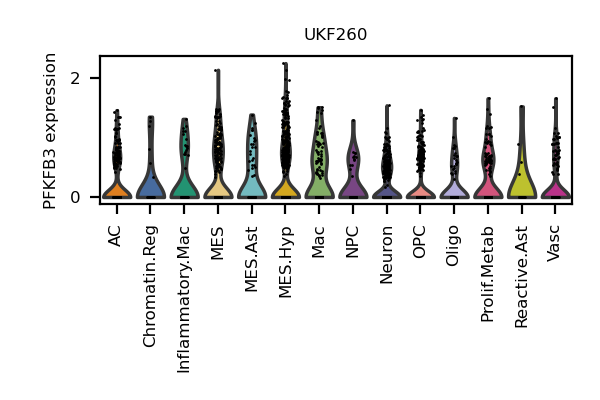 UKF260
PFKFB3 expression
2
0
AC
Chromatin.Reg
Inflammatory.Mac
MES
MES.Ast
MES.Hyp
Mac
NPC
Neuron
OPC
Oligo
Prolif.Metab
Reactive.Ast
Vasc